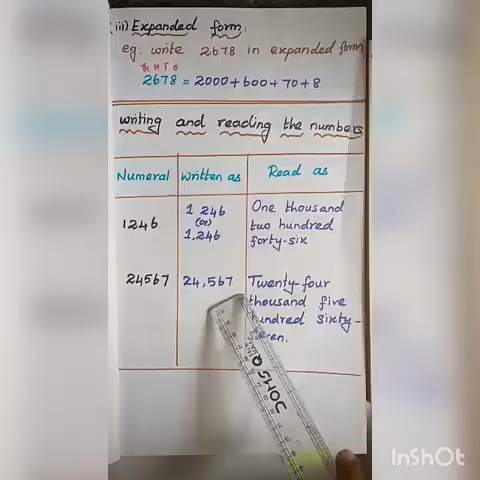 (iii) Expanded form:
eg: write 2678 in expanded form
Th H T O
2678 = 2000+600+70+8
writing and reading the numbers
Numeral Written as Read as
1246
1 246
(or)
1,246
One thousand
two hundred
forty-six
24567 24,567 Twenty-four
thousand five
hundred sixty-
DOMS
InShOt